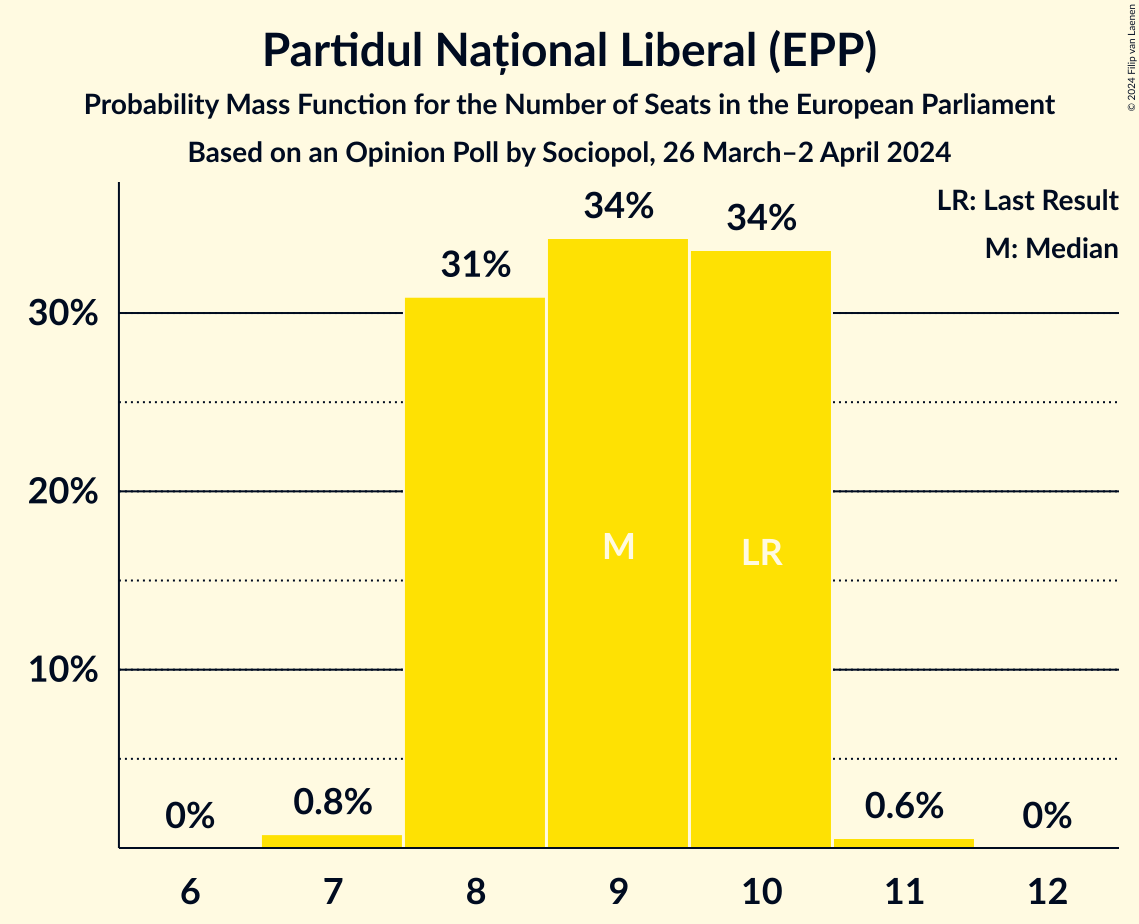 Partidul Național Liberal (EPP)
Probability Mass Function for the Number of Seats in the European Parliament
Based on an Opinion Poll by Sociopol, 26 March–2 April 2024
© 2024 Filip van Laenen
LR: Last Result
M: Median
30%
20%
10%
0%
0.8%
31%
34%
34%
0.6%
0%
M
LR
6
7
8
9
10
11
12